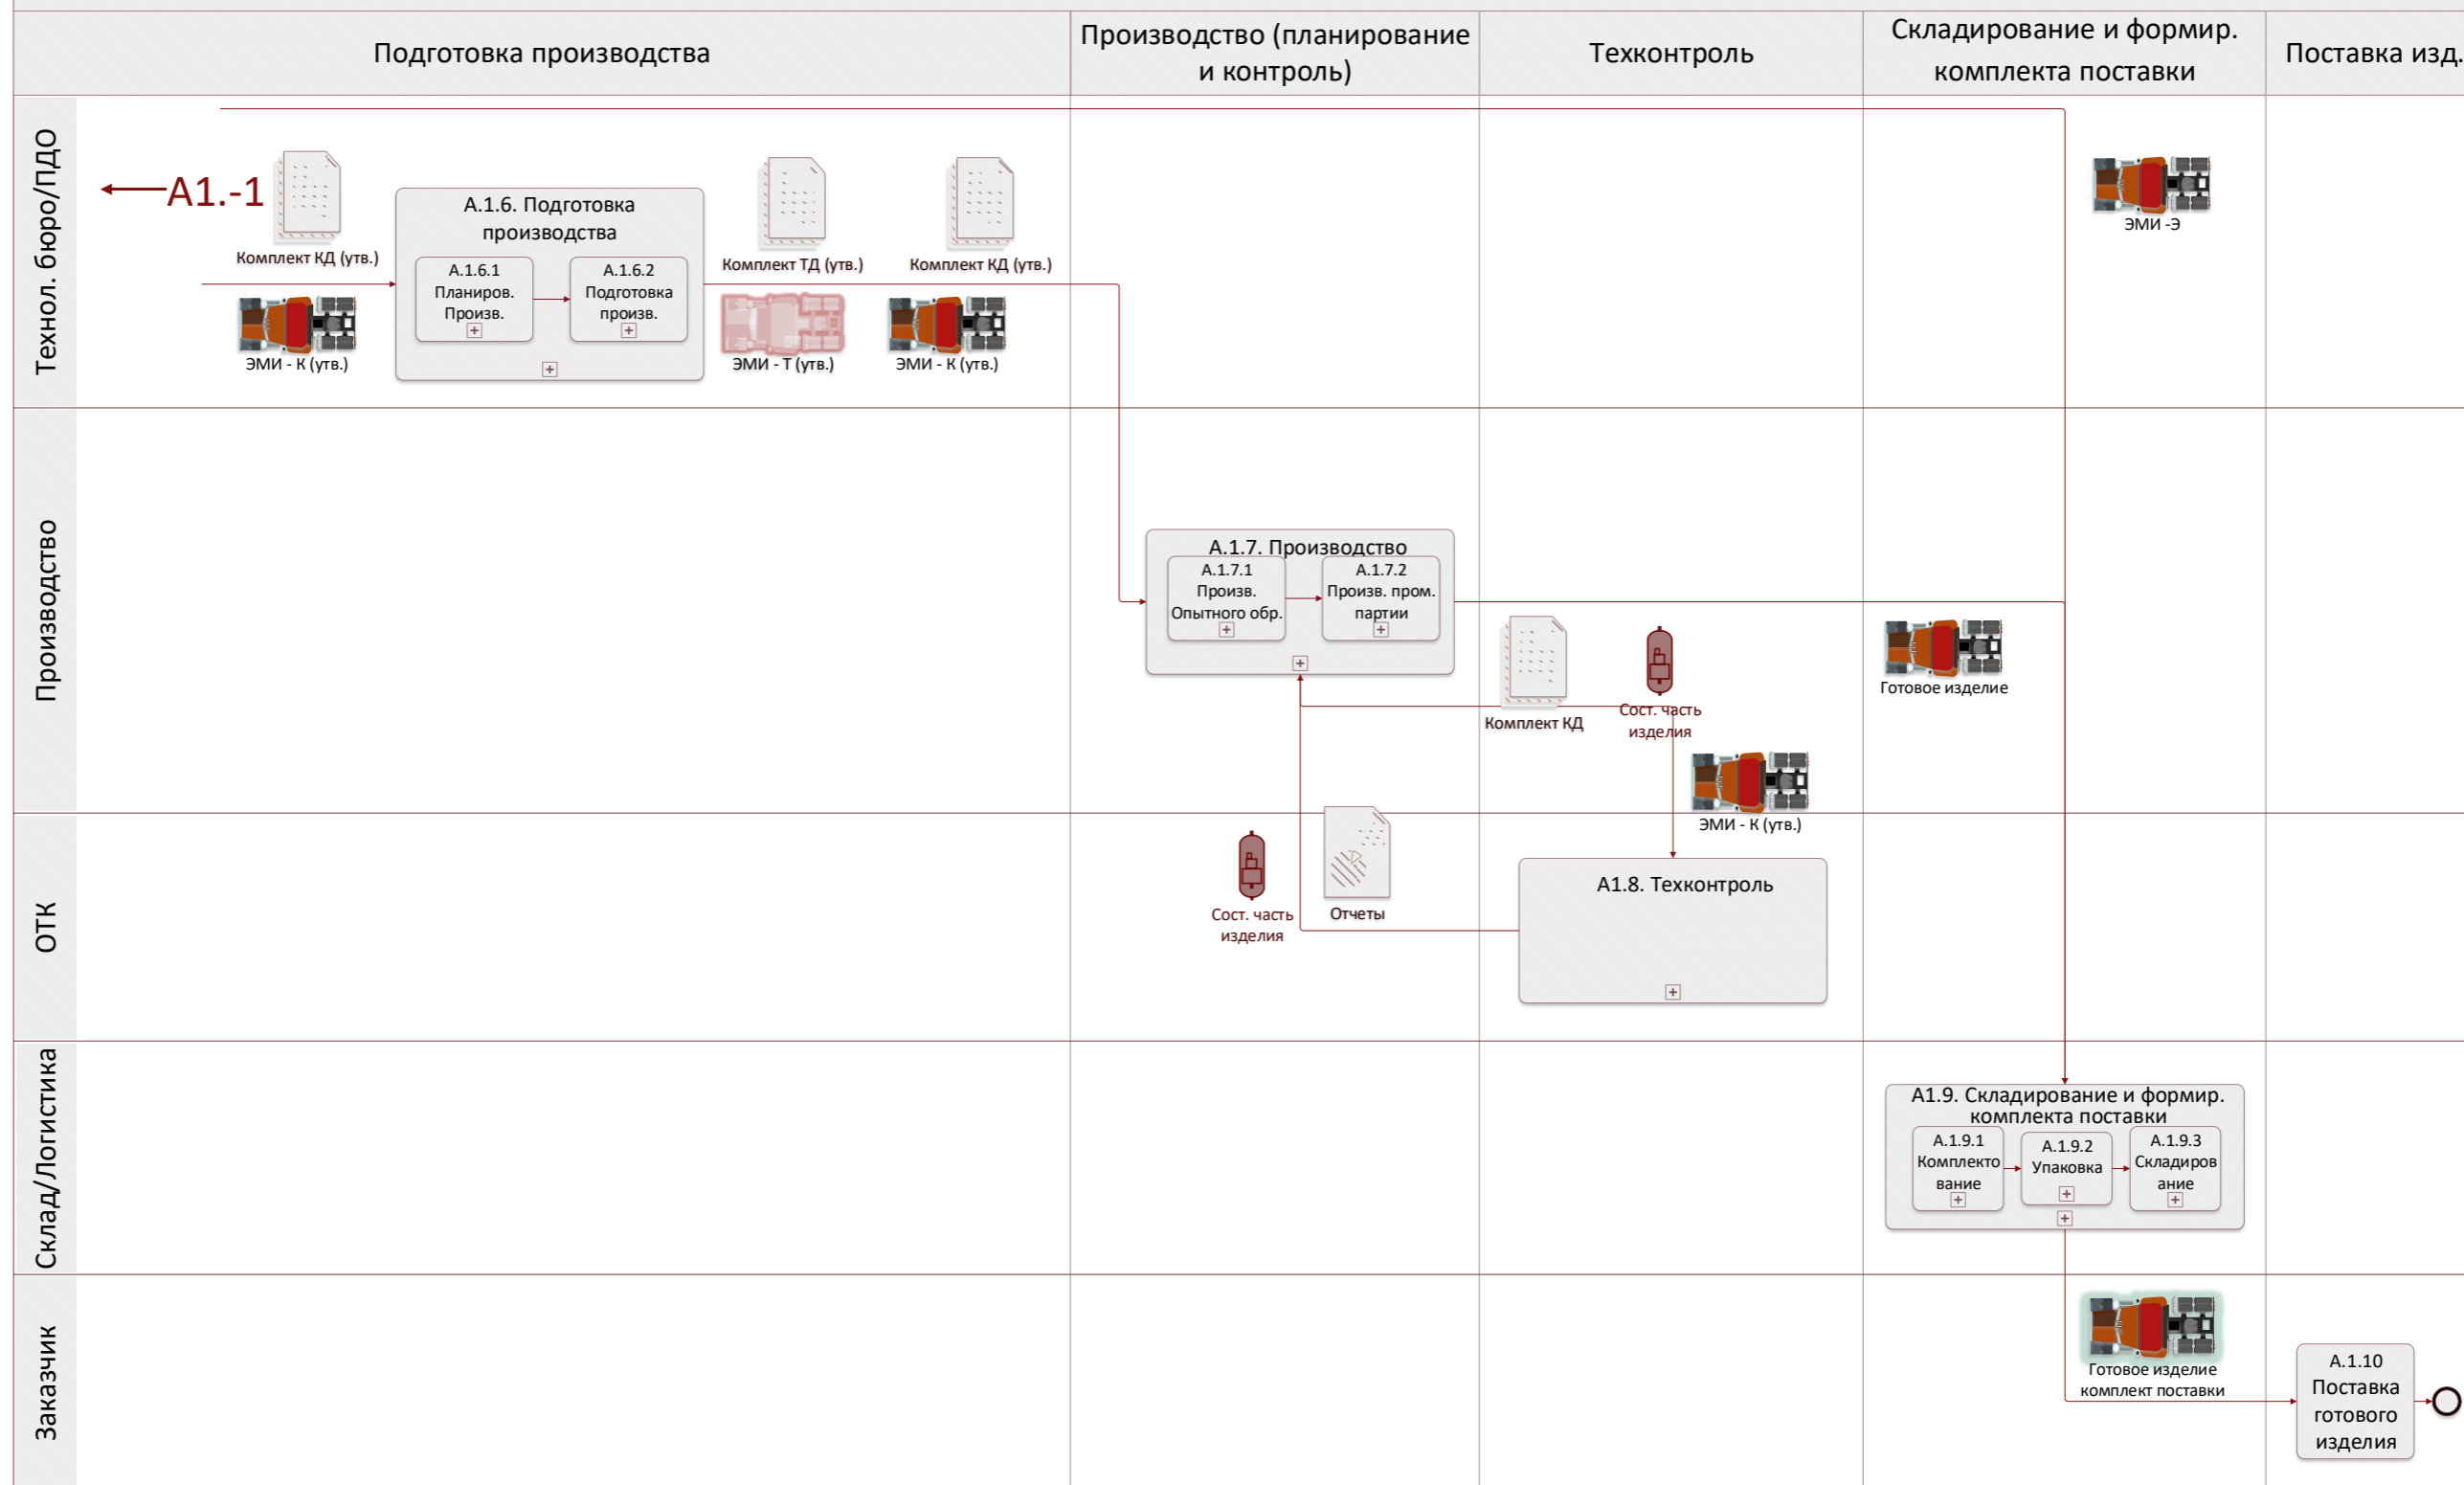 Подготовка производства
Производство (планирование
и контроль)
Техконтроль
Складирование и формир.
комплекта поставки
Поставка изд.
Технол. бюро/ПДО
А1.-1
Комплект КД (утв.)
ЭМИ - К (утв.)
А.1.6. Подготовка
производства
А.1.6.1
Планиров.
Произв.
А.1.6.2
Подготовка
произв.
Комплект ТД (утв.)
ЭМИ - Т (утв.)
Комплект КД (утв.)
ЭМИ - К (утв.)
ЭМИ -Э
Производство
А.1.7. Производство
А.1.7.1
Произв.
Опытного обр.
А.1.7.2
Произв. пром.
партии
Комплект КД
Сост. часть
изделия
ЭМИ - К (утв.)
Готовое изделие
ОТК
Сост. часть
изделия
Отчеты
А1.8. Техконтроль
Склад/Логистика
А1.9. Складирование и формир.
комплекта поставки
А.1.9.1
Комплекто
вание
А.1.9.2
Упаковка
А.1.9.3
Складиров
ание
Заказчик
Готовое изделие
комплект поставки
А.1.10
Поставка
готового
изделия